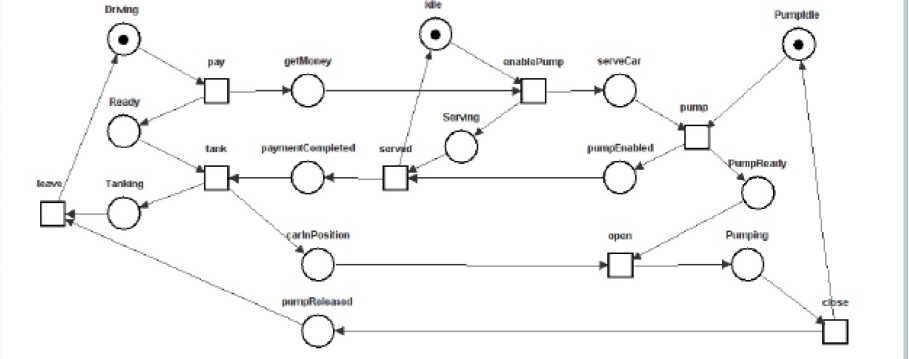 Driving
Idle
PumpIdle
pay
getMoney
enablePump
serveCar
Ready
pump
Serving
tank
paymentCompleted
served
pumpEnabled
PumpReady
leave
Tanking
carInPosition
open
Pumping
pumpReleased
close